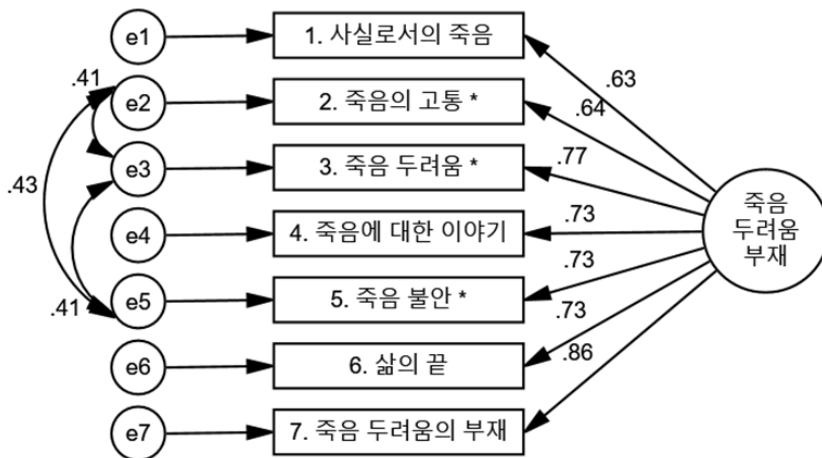 e1
1. 사실로서의 죽음
.63
.41
e2
2. 죽음의 고통 *
.64
e3
3. 죽음 두려움 *
.77
.43
e4
4. 죽음에 대한 이야기
.73
죽음
두려움
부재
e5
5. 죽음 불안 *
.73
.41
e6
6. 삶의 끝
.73
e7
7. 죽음 두려움의 부재
.86